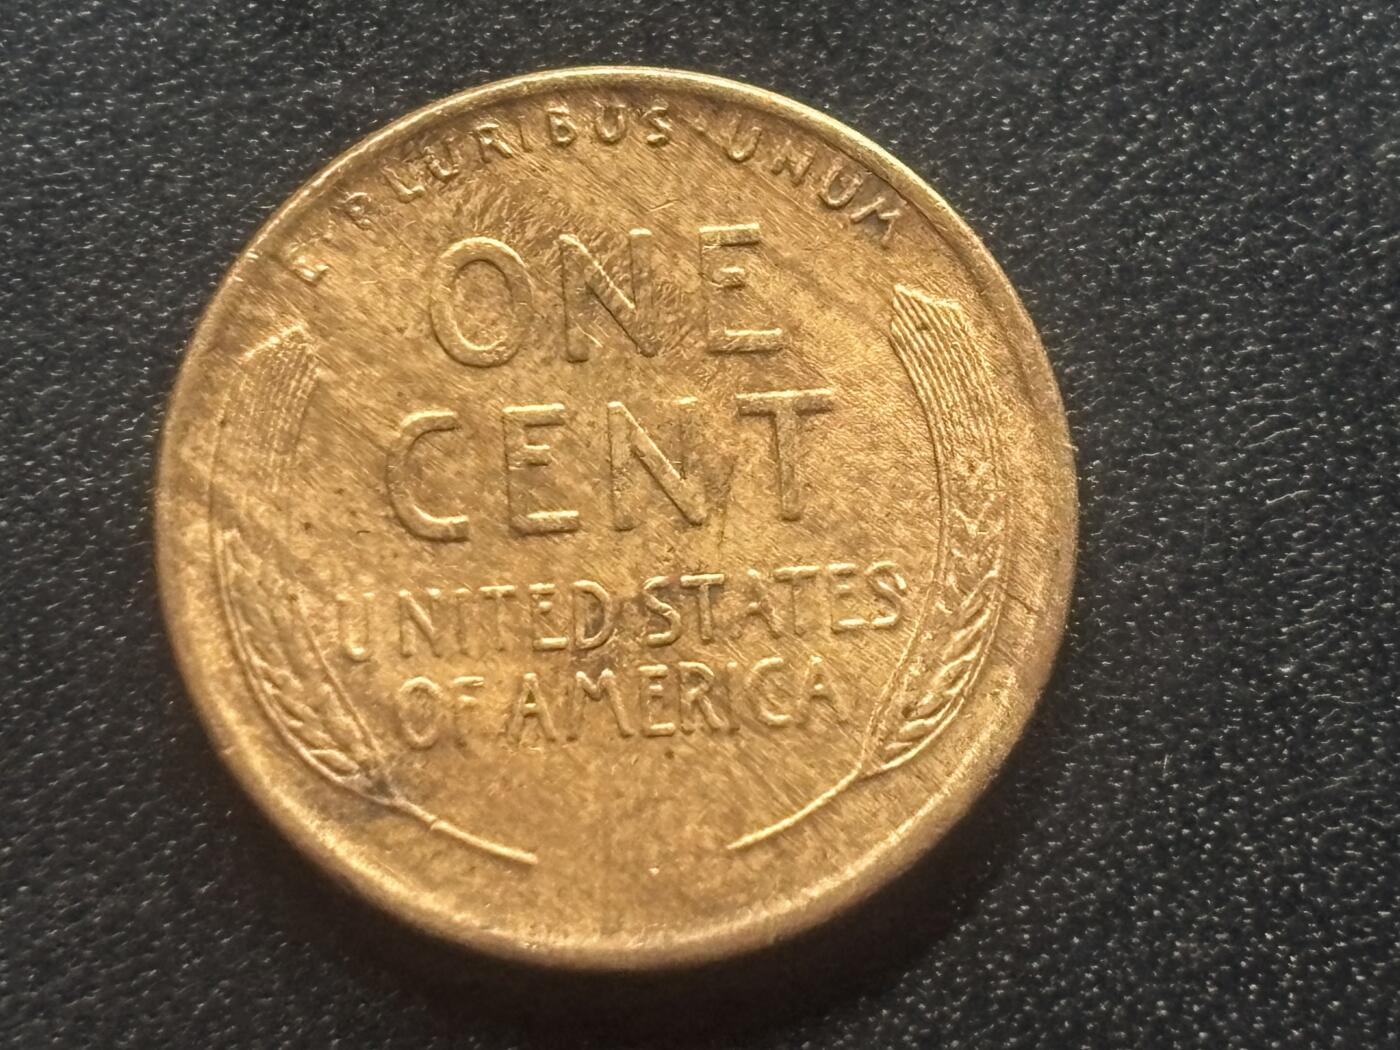 E · PLURIBUS · UNUM
ONE
CENT
UNITED STATES
OF AMERICA